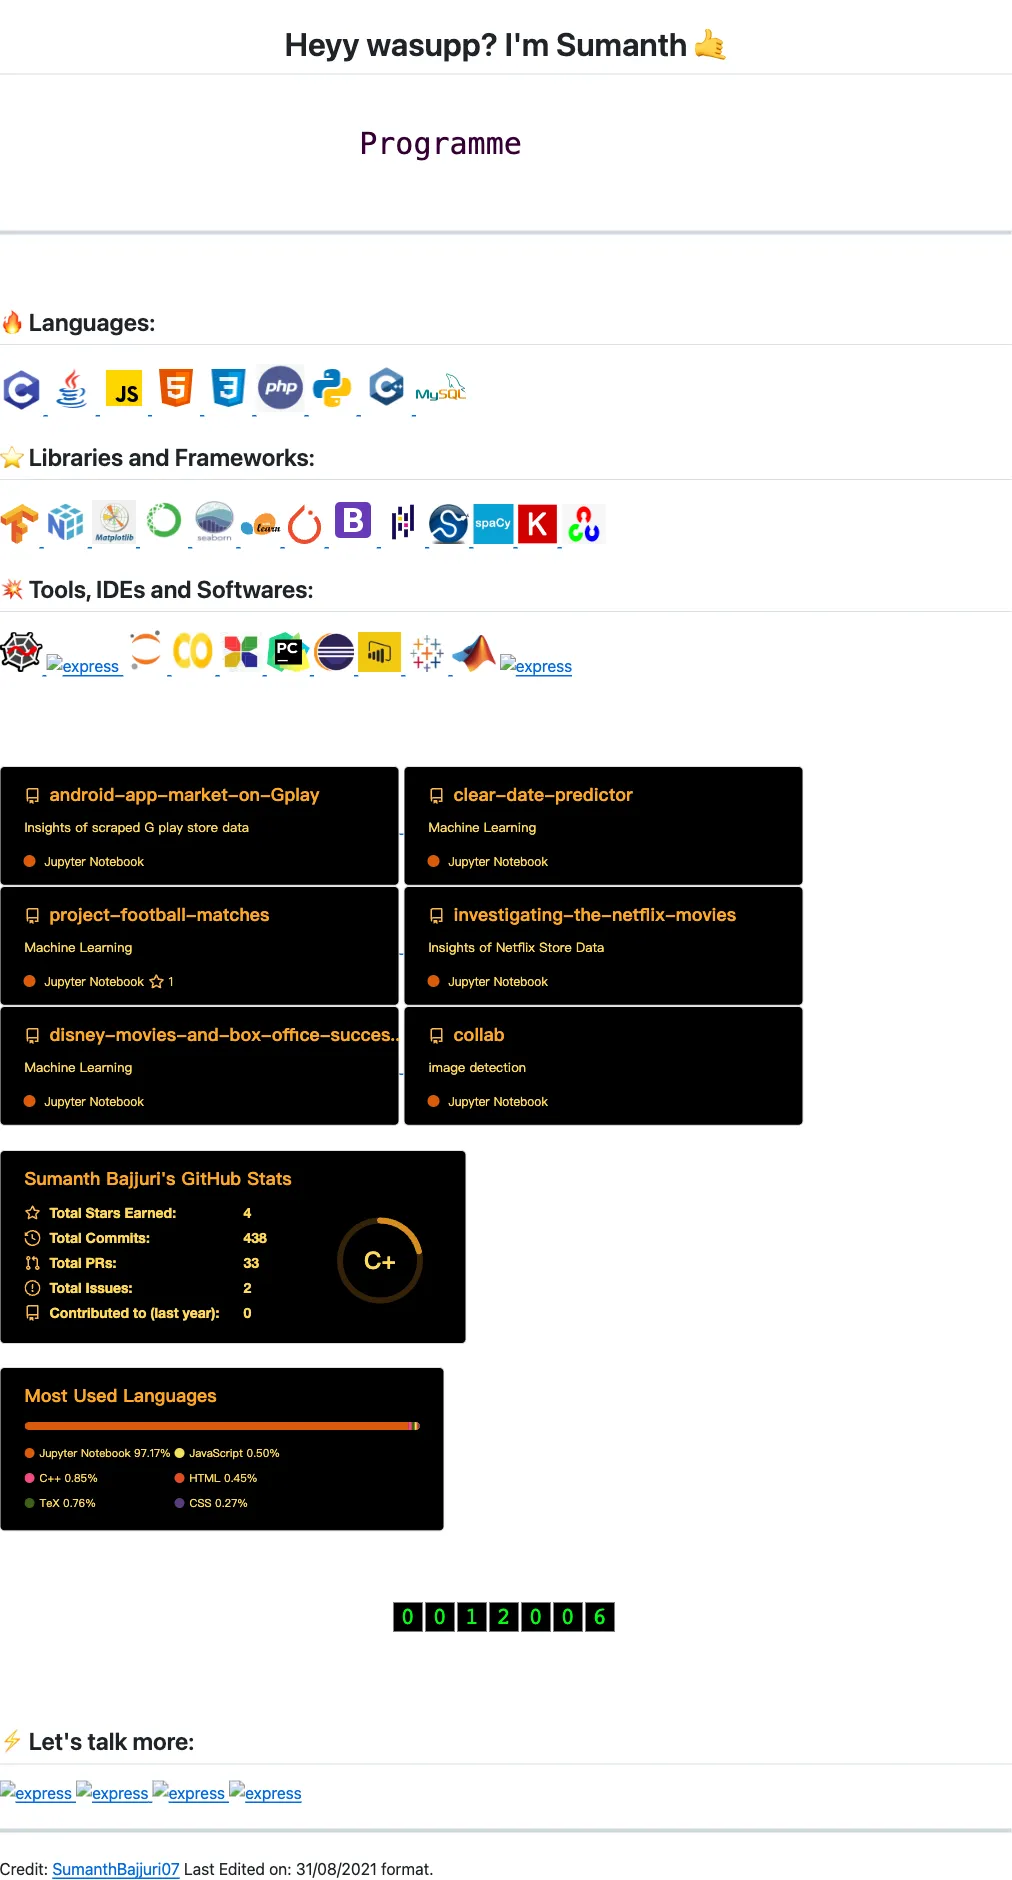 Heyy wasupp? I'm Sumanth 🤙
Programme
🔥 Languages:
JS 5 3 php C++ MySQL
⭐ Libraries and Frameworks:
Matplotlib seaborn learn B S spaCy K
💥 Tools, IDEs and Softwares:
express PC express
android-app-market-on-Gplay
Insights of scraped G play store data
Jupyter Notebook
clear-date-predictor
Machine Learning
Jupyter Notebook
project-football-matches
Machine Learning
Jupyter Notebook ☆ 1
investigating-the-netflix-movies
Insights of Netflix Store Data
Jupyter Notebook
disney-movies-and-box-office-succes..
Machine Learning
Jupyter Notebook
collab
image detection
Jupyter Notebook
Sumanth Bajjuri's GitHub Stats
Total Stars Earned: 4
Total Commits: 438
Total PRs: 33
Total Issues: 2
Contributed to (last year): 0
C+
Most Used Languages
Jupyter Notebook 97.17% JavaScript 0.50%
C++ 0.85% HTML 0.45%
TeX 0.76% CSS 0.27%
0 0 1 2 0 0 6
⚡ Let's talk more:
express express express express
Credit: SumanthBajjuri07 Last Edited on: 31/08/2021 format.